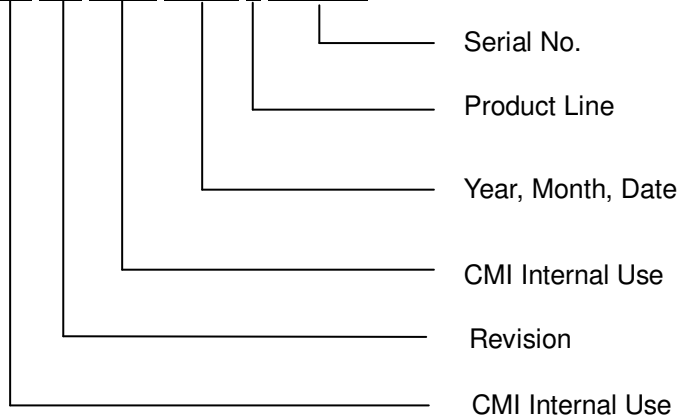 Serial No.
Product Line
Year, Month, Date
CMI Internal Use
Revision
CMI Internal Use